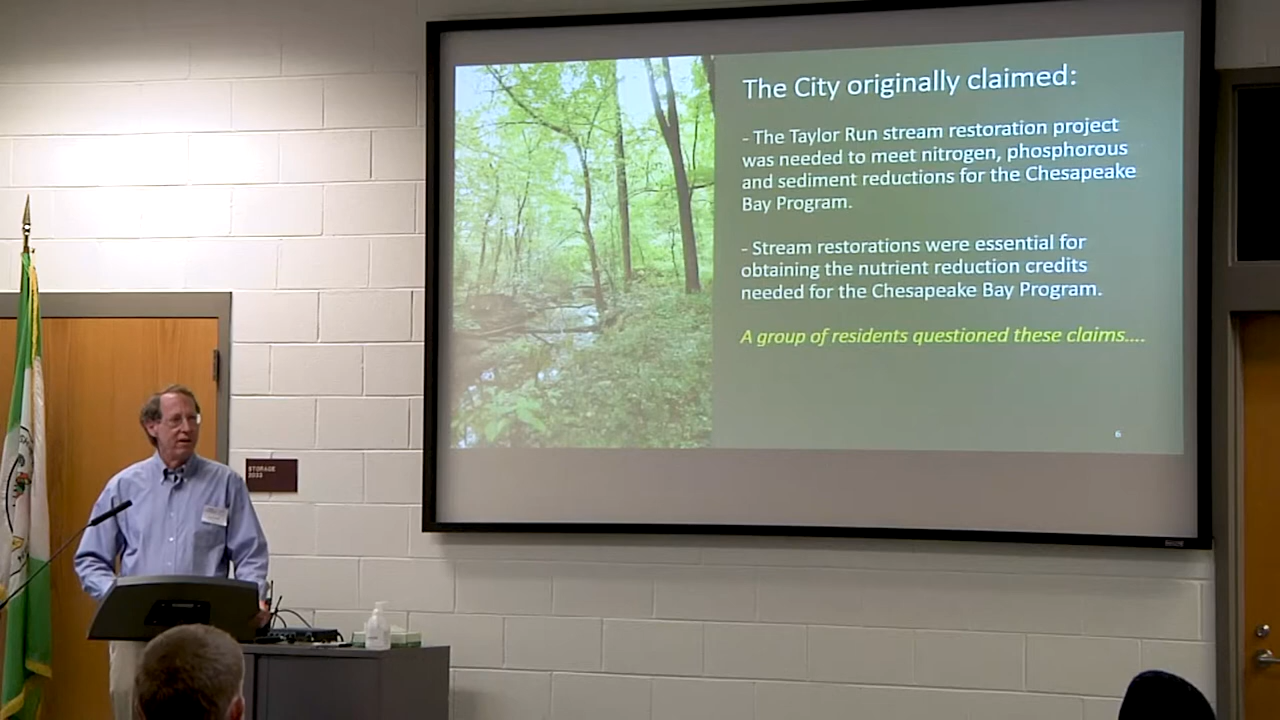 The City originally claimed:
- The Taylor Run stream restoration project
was needed to meet nitrogen, phosphorous
and sediment reductions for the Chesapeake
Bay Program.
- Stream restorations were essential for
obtaining the nutrient reduction credits
needed for the Chesapeake Bay Program.
A group of residents questioned these claims....
6
STORAGE
2023